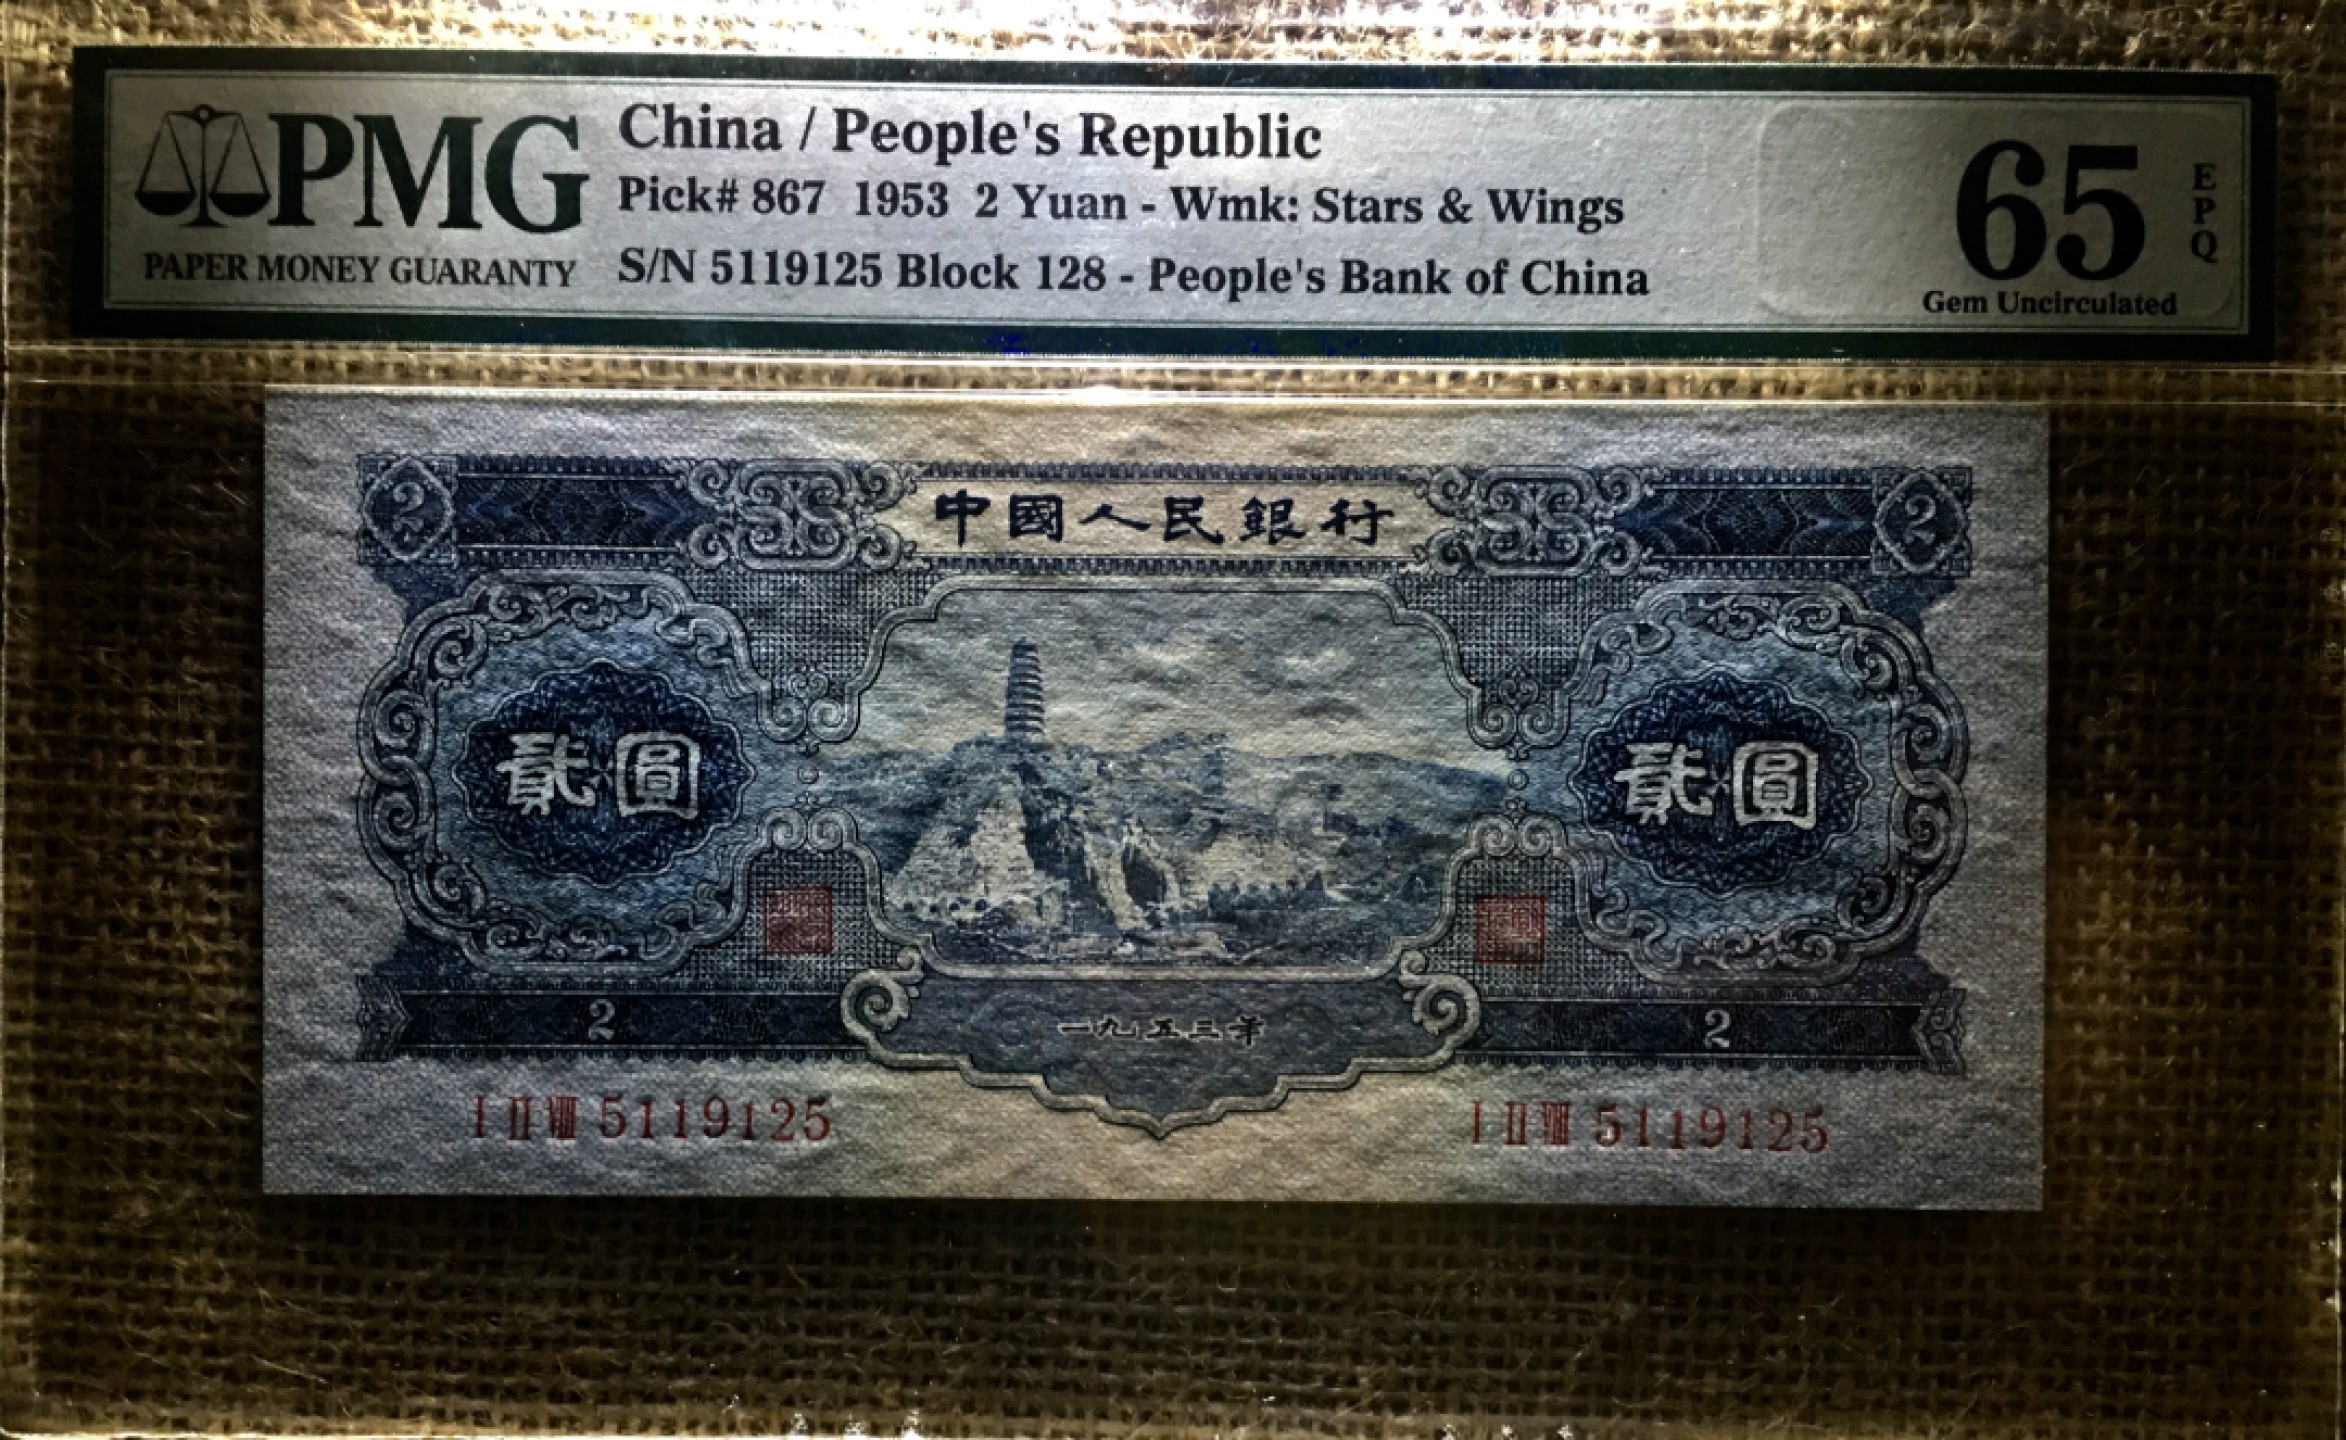 PMG
PAPER MONEY GUARANTY
China / People's Republic
Pick# 867 1953 2 Yuan - Wmk: Stars & Wings
S/N 5119125 Block 128 - People's Bank of China
65
EPQ
Gem Uncirculated
2 中國人民銀行 2
貳圓 貳圓
2 一九五三年 2
I II VIII 5119125 I II VIII 5119125